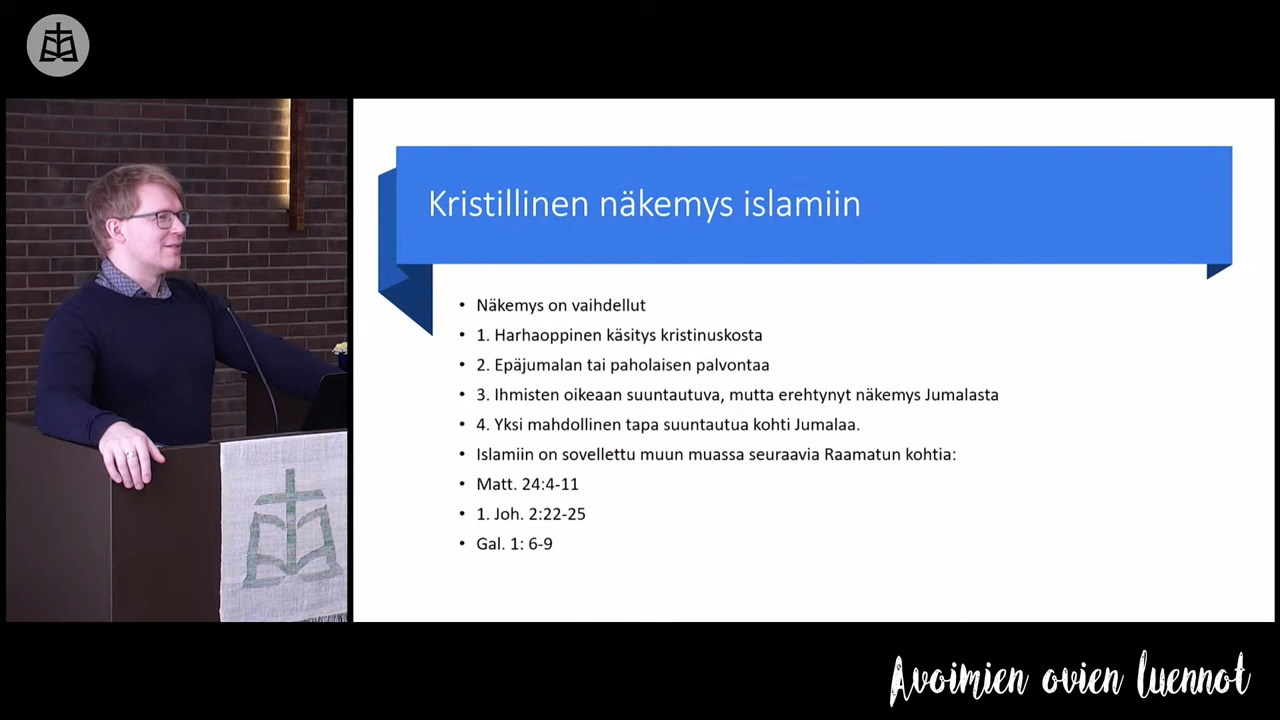 Kristillinen näkemys islamiin
• Näkemys on vaihdellut
• 1. Harhaoppinen käsitys kristinuskosta
• 2. Epäjumalan tai paholaisen palvontaa
• 3. Ihmisten oikeaan suuntautuva, mutta erehtynyt näkemys Jumalasta
• 4. Yksi mahdollinen tapa suuntautua kohti Jumalaa.
• Islamiin on sovellettu muun muassa seuraavia Raamatun kohtia:
• Matt. 24:4-11
• 1. Joh. 2:22-25
• Gal. 1: 6-9
Avoimien ovien luennot